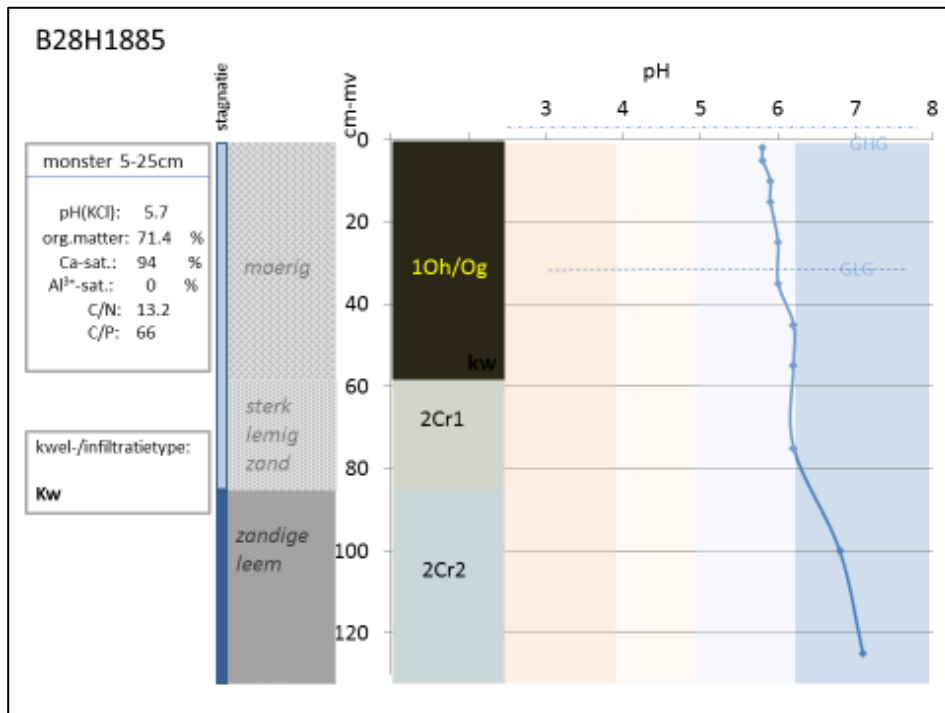 B28H1885
stagnatie
cm-mv
pH
3 4 5 6 7 8
monster 5-25cm
pH(KCl): 5.7
org.matter: 71.4 %
Ca-sat.: 94 %
Al³⁺-sat.: 0 %
C/N: 13.2
C/P: 66
kwel-/infiltratietype:
Kw
moerig
sterk
lemig
zand
zandige
leem
0
20
40
60
80
100
120
1Oh/Og
kw
2Cr1
2Cr2
GHG
GLG